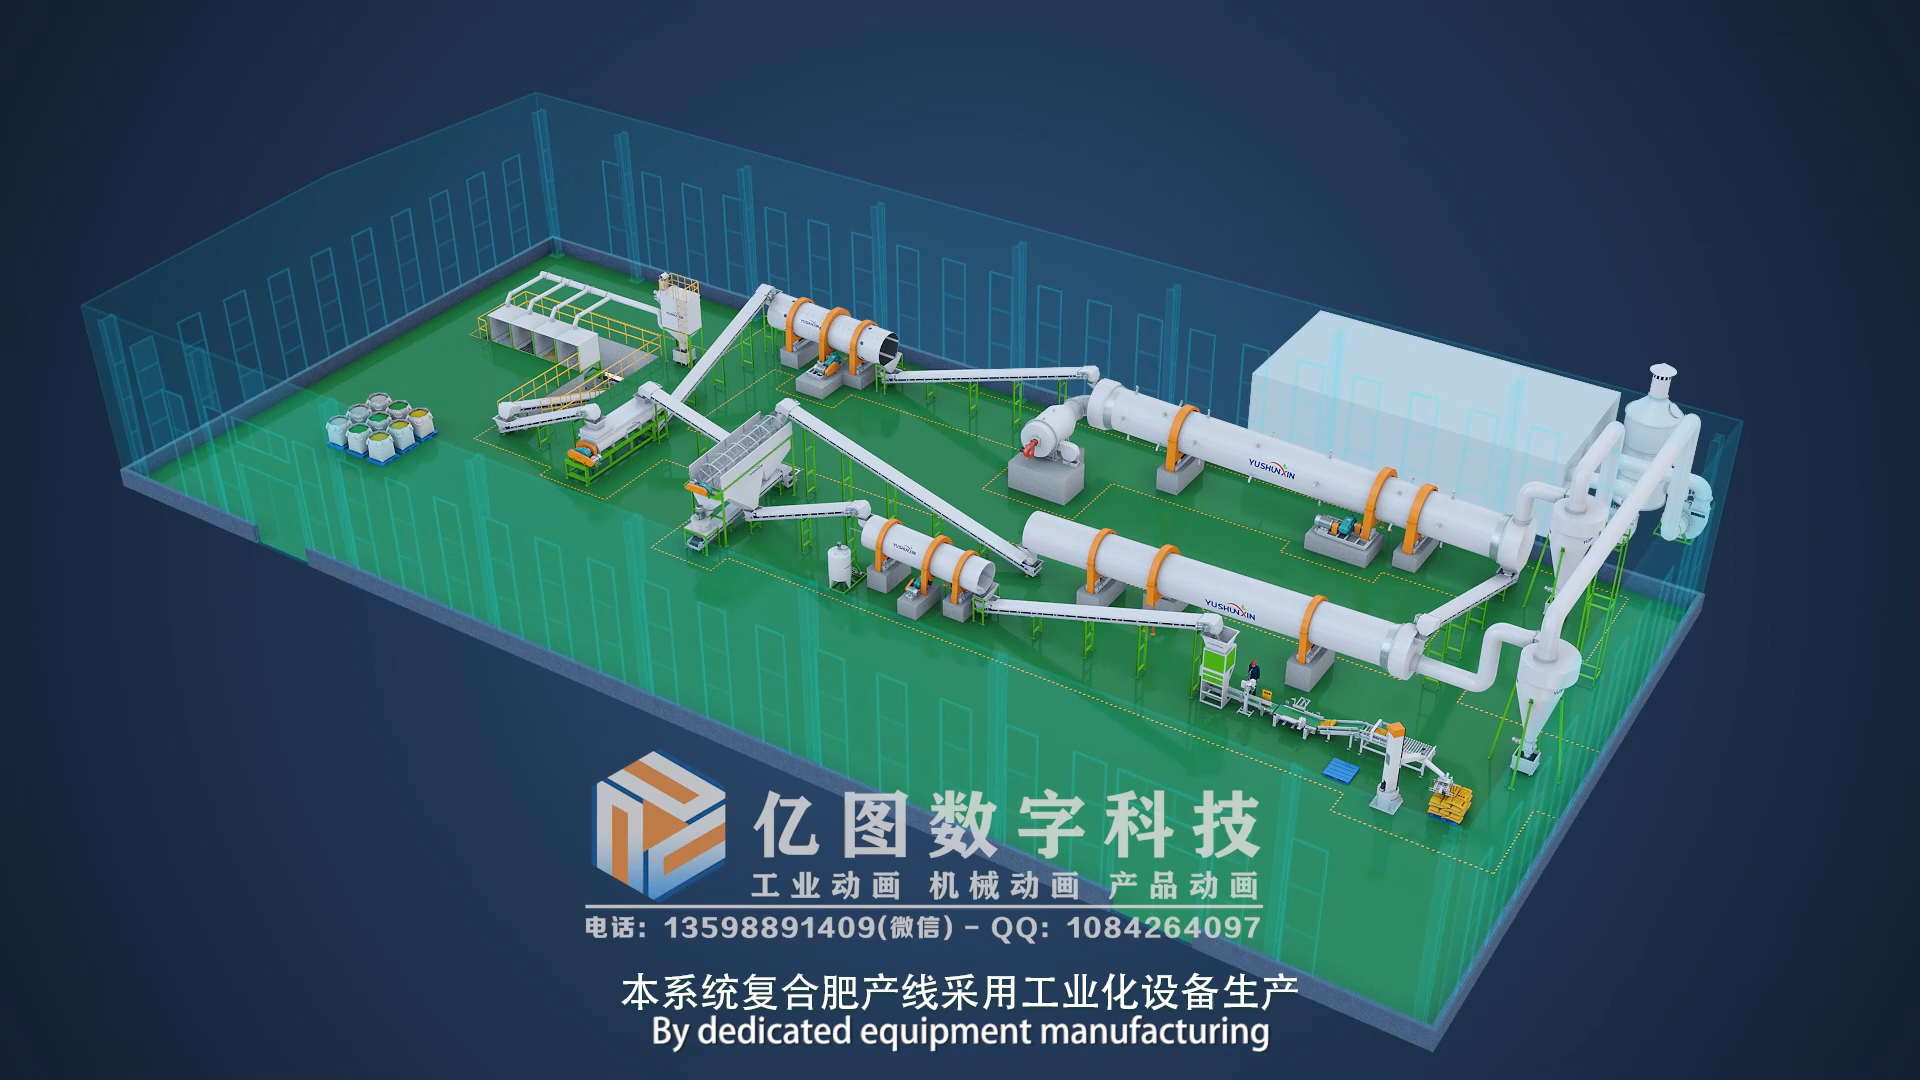 YUSHUNXIN
YUSHUNXIN
YUSHUNXIN
YUSHUNXIN
亿图数字科技
工业动画 机械动画 产品动画
电话：13598891409(微信) - QQ：1084264097
本系统复合肥产线采用工业化设备生产
By dedicated equipment manufacturing